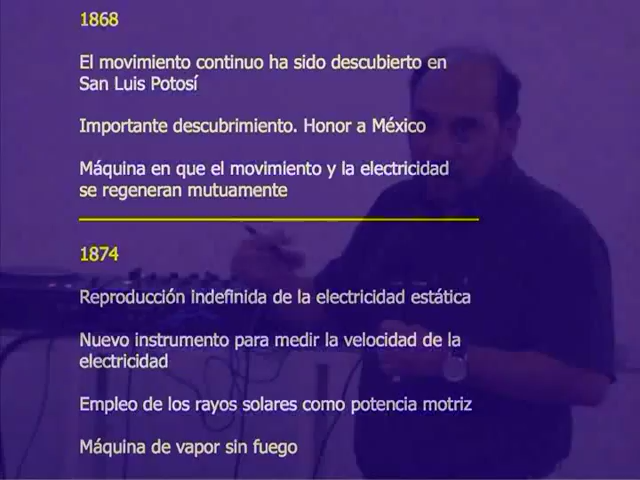 1868
El movimiento continuo ha sido descubierto en
San Luis Potosí
Importante descubrimiento. Honor a México
Máquina en que el movimiento y la electricidad
se regeneran mutuamente
1874
Reproducción indefinida de la electricidad estática
Nuevo instrumento para medir la velocidad de la
electricidad
Empleo de los rayos solares como potencia motriz
Máquina de vapor sin fuego